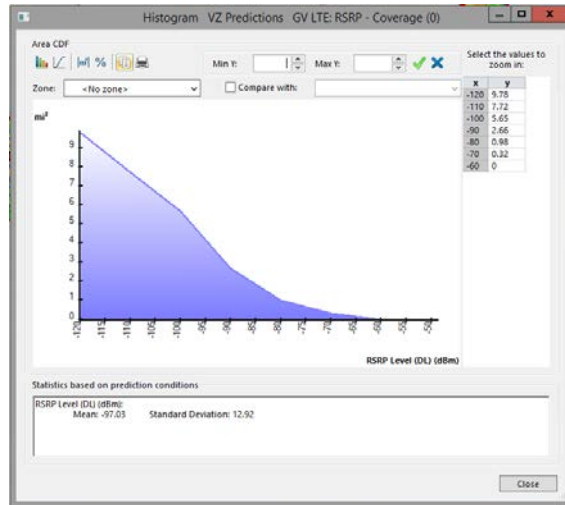 Histogram VZ Predictions GV LTE: RSRP - Coverage (0)
Area CDF
Min Y: Max Y:
Select the values to zoom in:
Zone: <No zone> Compare with:
x y
-120 9.78
-110 7.72
-100 5.65
-90 2.66
-80 0.98
-70 0.32
-60 0
mi²
9
8
7
6
5
4
3
2
1
0
-120 -115 -110 -105 -100 -95 -90 -85 -80 -75 -70 -65 -60 -55 -50
RSRP Level (DL) (dBm)
Statistics based on prediction conditions
RSRP Level (DL) (dBm):
Mean: -97.03 Standard Deviation: 12.92
Close